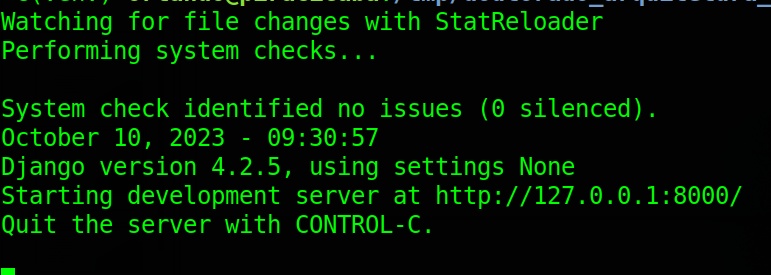 Watching for file changes with StatReloader
Performing system checks...
System check identified no issues (0 silenced).
October 10, 2023 - 09:30:57
Django version 4.2.5, using settings None
Starting development server at http://127.0.0.1:8000/
Quit the server with CONTROL-C.